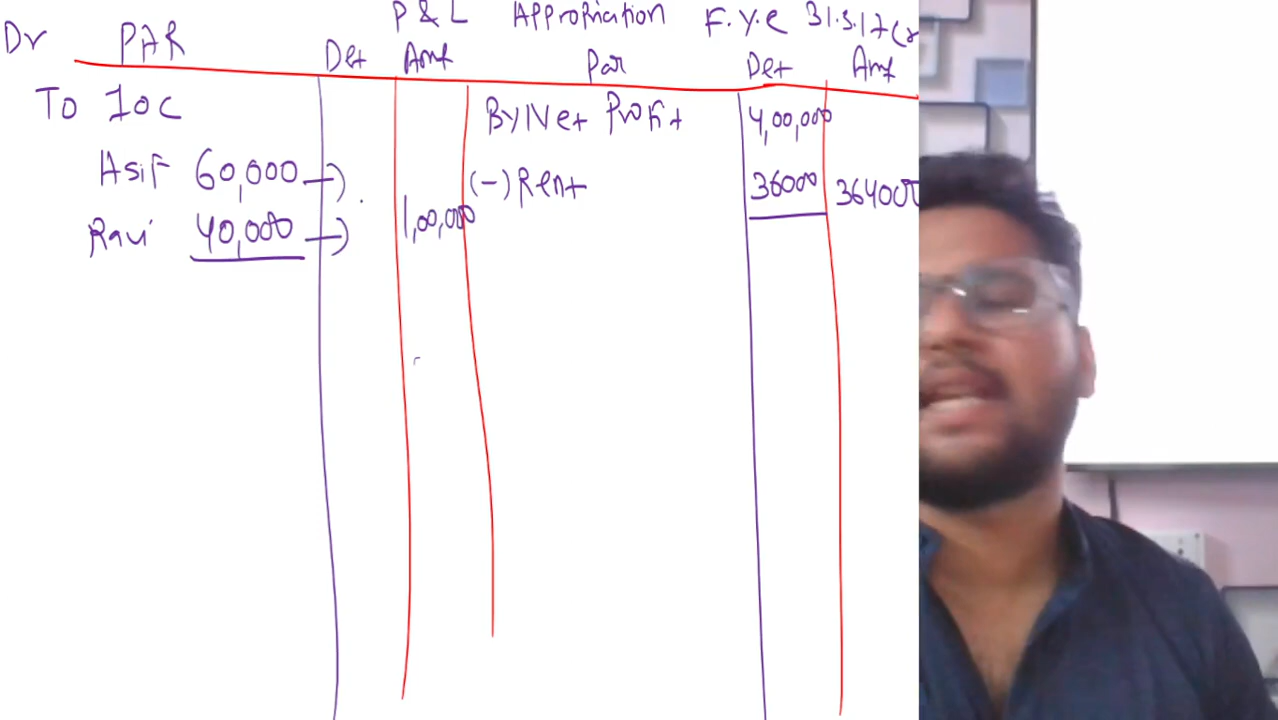 P & L Appropriation F.Y.E 31.3.17 Cr
Dr PAR Det Amt Par Det Amt
To IOC By Net Profit 4,00,000
Asif 60,000 (-) Rent 36000 364000
Ravi 40,000 1,00,000